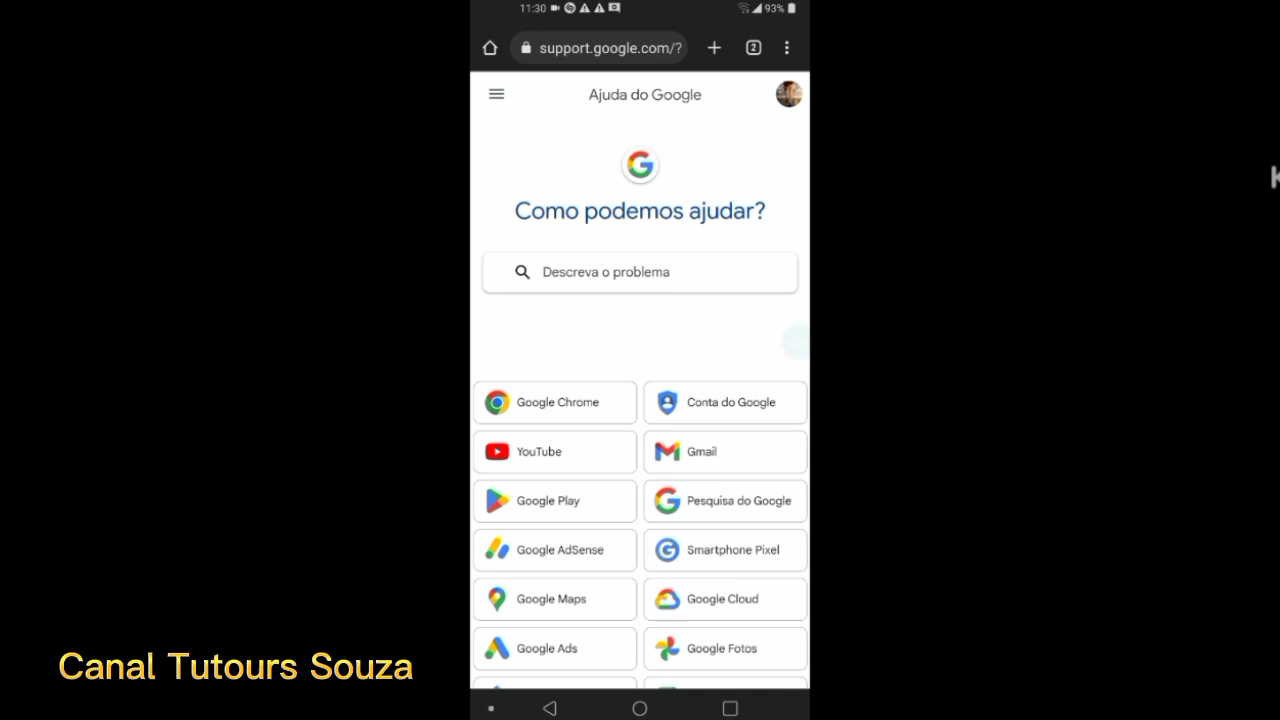 11:30 93%
support.google.com/? 2
Ajuda do Google
Como podemos ajudar?
Descreva o problema
Google Chrome Conta do Google
YouTube Gmail
Google Play Pesquisa do Google
Google AdSense Smartphone Pixel
Google Maps Google Cloud
Google Ads Google Fotos
Canal Tutours Souza